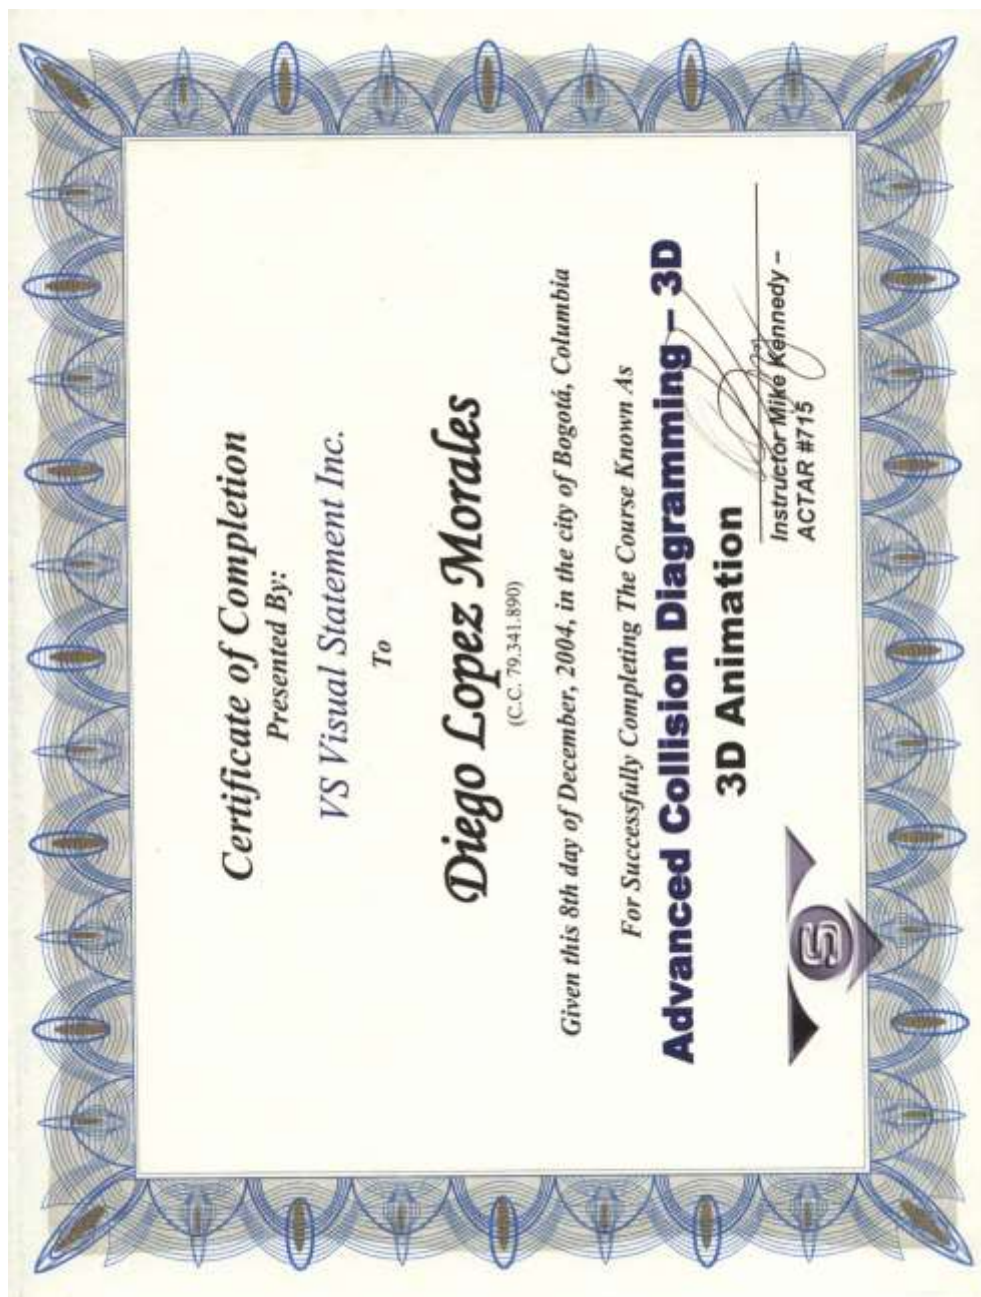 Certificate of Completion
Presented By:
VS Visual Statement Inc.
To
Diego Lopez Morales
(C.C. 79.341.890)
Given this 8th day of December, 2004, in the city of Bogotá, Columbia
For Successfully Completing The Course Known As
Advanced Collision Diagramming – 3D
3D Animation
Instructor Mike Kennedy –
ACTAR #715